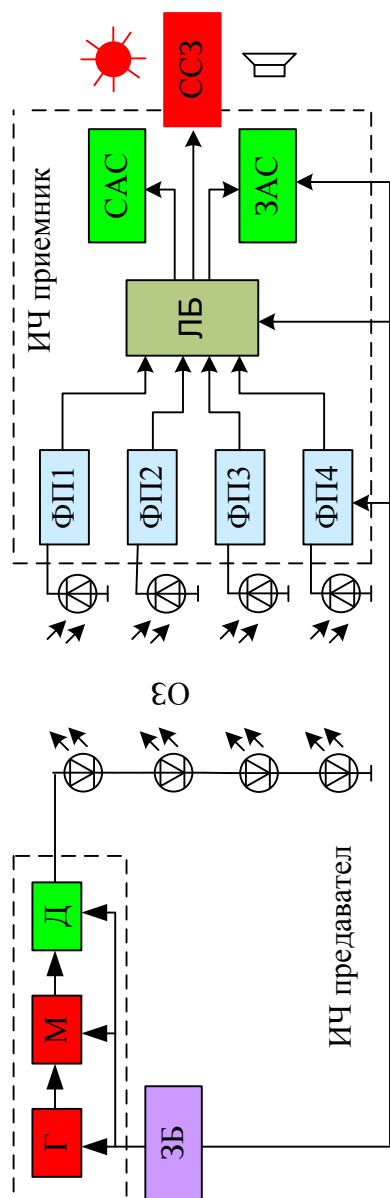 ИЧ приемник
Г
М
Д
ФП1
ФП2
ФП3
ФП4
ЛБ
САС
ССЗ
ЗАС
ОЗ
ЗБ
ИЧ предавател